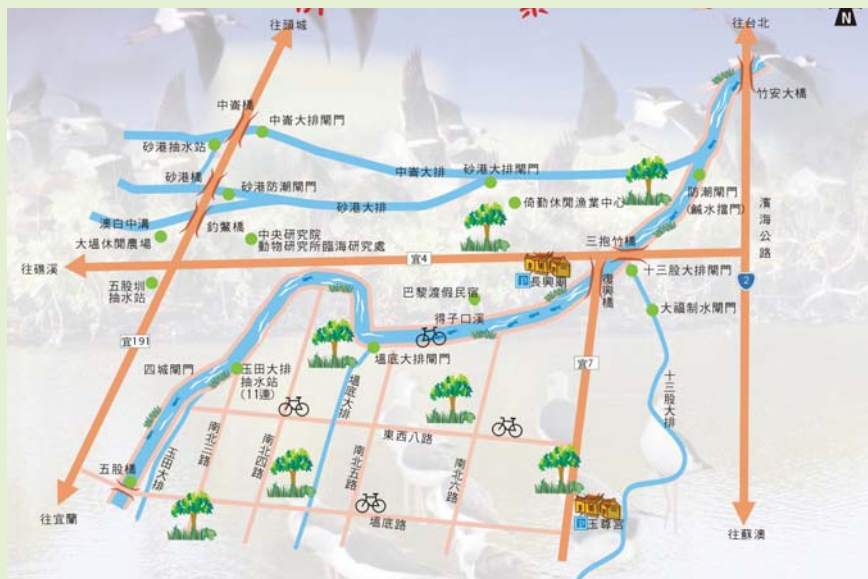 往頭城
往台北
N
竹安大橋
中崙橋
中崙大排閘門
砂港抽水站
中崙大排
砂港大排閘門
砂港橋
砂港防潮閘門
砂港大排
倚勤休閒漁業中心
防潮閘門
(鹹水擋門)
濱海公路
澳白中溝
釣鱉橋
大塭休閒農場
中央研究院
動物研究所臨海研究處
三抱竹橋
往礁溪
宜4
長興廟
復興橋
十三股大排閘門
2
五股圳
抽水站
巴黎渡假民宿
得子口溪
大福制水閘門
宜191
四城閘門
玉田大排
抽水站
(11連)
塭底大排閘門
塭底大排
宜7
十三股大排
東西八路
南北三路
南北四路
南北五路
南北六路
五股橋
玉田大排
塭底路
玉尊宮
往宜蘭
往蘇澳